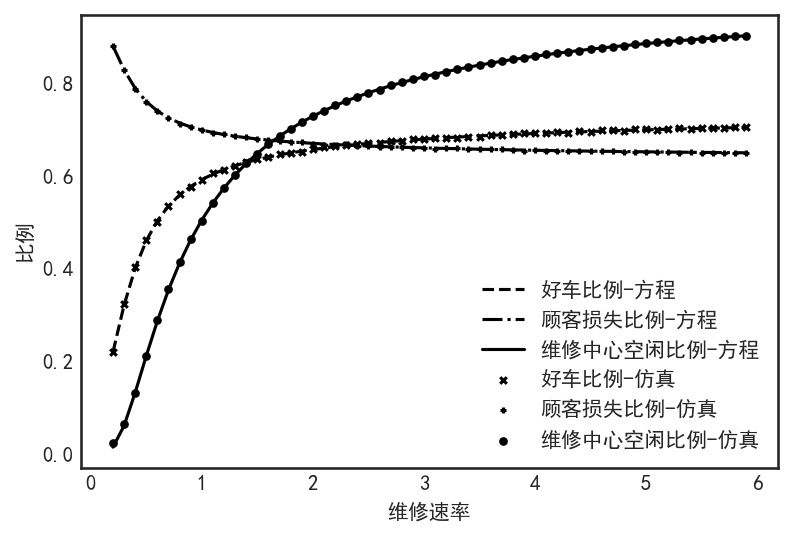 比例
0.8
0.6
0.4
0.2
0.0
好车比例-方程
顾客损失比例-方程
维修中心空闲比例-方程
好车比例-仿真
顾客损失比例-仿真
维修中心空闲比例-仿真
0 1 2 3 4 5 6
维修速率